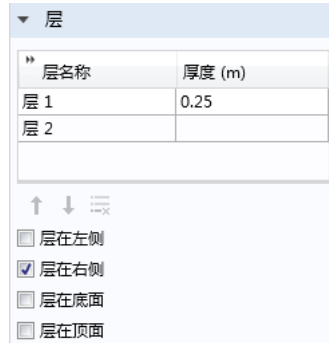 层
层名称 厚度 (m)
层 1 0.25
层 2
层在左侧
层在右侧
层在底面
层在顶面